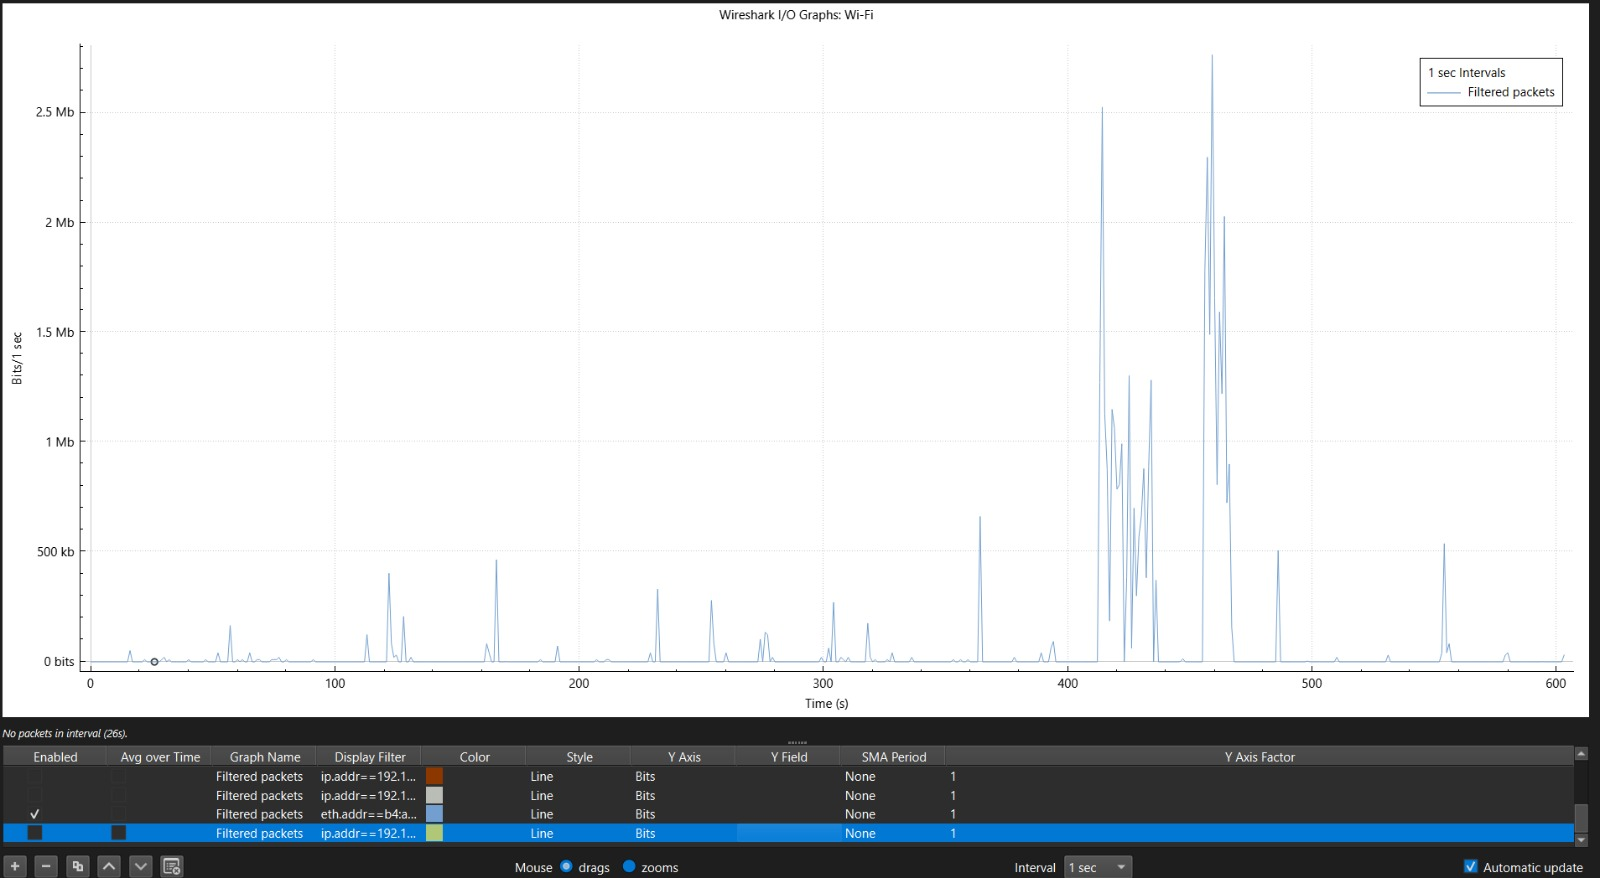 Wireshark I/O Graphs: Wi-Fi
1 sec Intervals
Filtered packets
2.5 Mb
2 Mb
1.5 Mb
1 Mb
500 kb
0 bits
Bits/1 sec
0 100 200 300 400 500 600
Time (s)
No packets in interval (26s).
Enabled Avg over Time Graph Name Display Filter Color Style Y Axis Y Field SMA Period Y Axis Factor
Filtered packets ip.addr==192.1... Line Bits None 1
Filtered packets ip.addr==192.1... Line Bits None 1
Filtered packets eth.addr==b4:a... Line Bits None 1
Filtered packets ip.addr==192.1... Line Bits None 1
Mouse drags zooms Interval 1 sec Automatic update